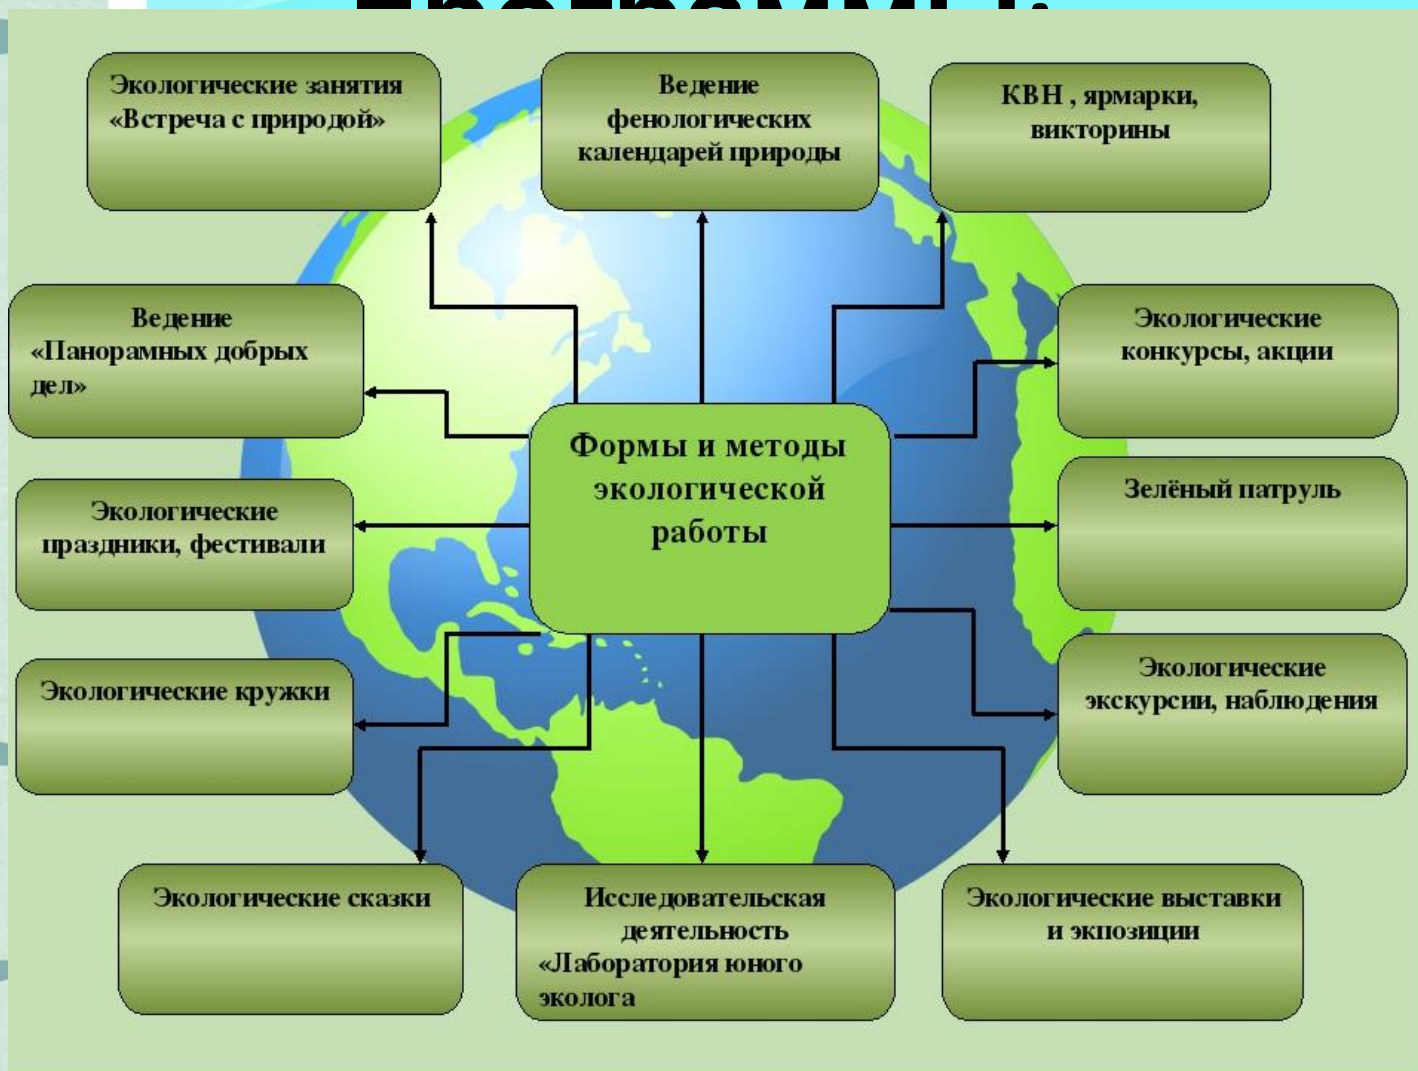 программы:
Экологические занятия
«Встреча с природой»
Ведение
фенологических
календарей природы
КВН , ярмарки,
викторины
Ведение
«Панорамных добрых
дел»
Экологические
конкурсы, акции
Формы и методы
экологической
работы
Экологические
праздники, фестивали
Зелёный патруль
Экологические кружки
Экологические
экскурсии, наблюдения
Экологические сказки
Исследовательская
деятельность
«Лаборатория юного
эколога
Экологические выставки
и экпозиции